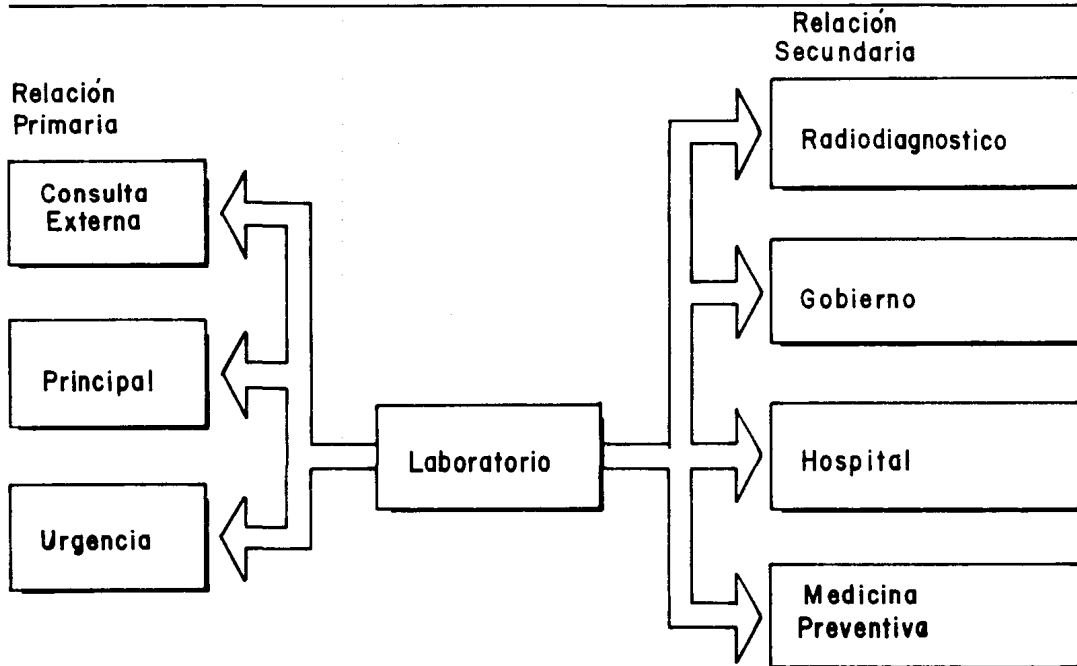 Relación
Primaria
Consulta
Externa
Principal
Urgencia
Laboratorio
Relación
Secundaria
Radiodiagnostico
Gobierno
Hospital
Medicina
Preventiva